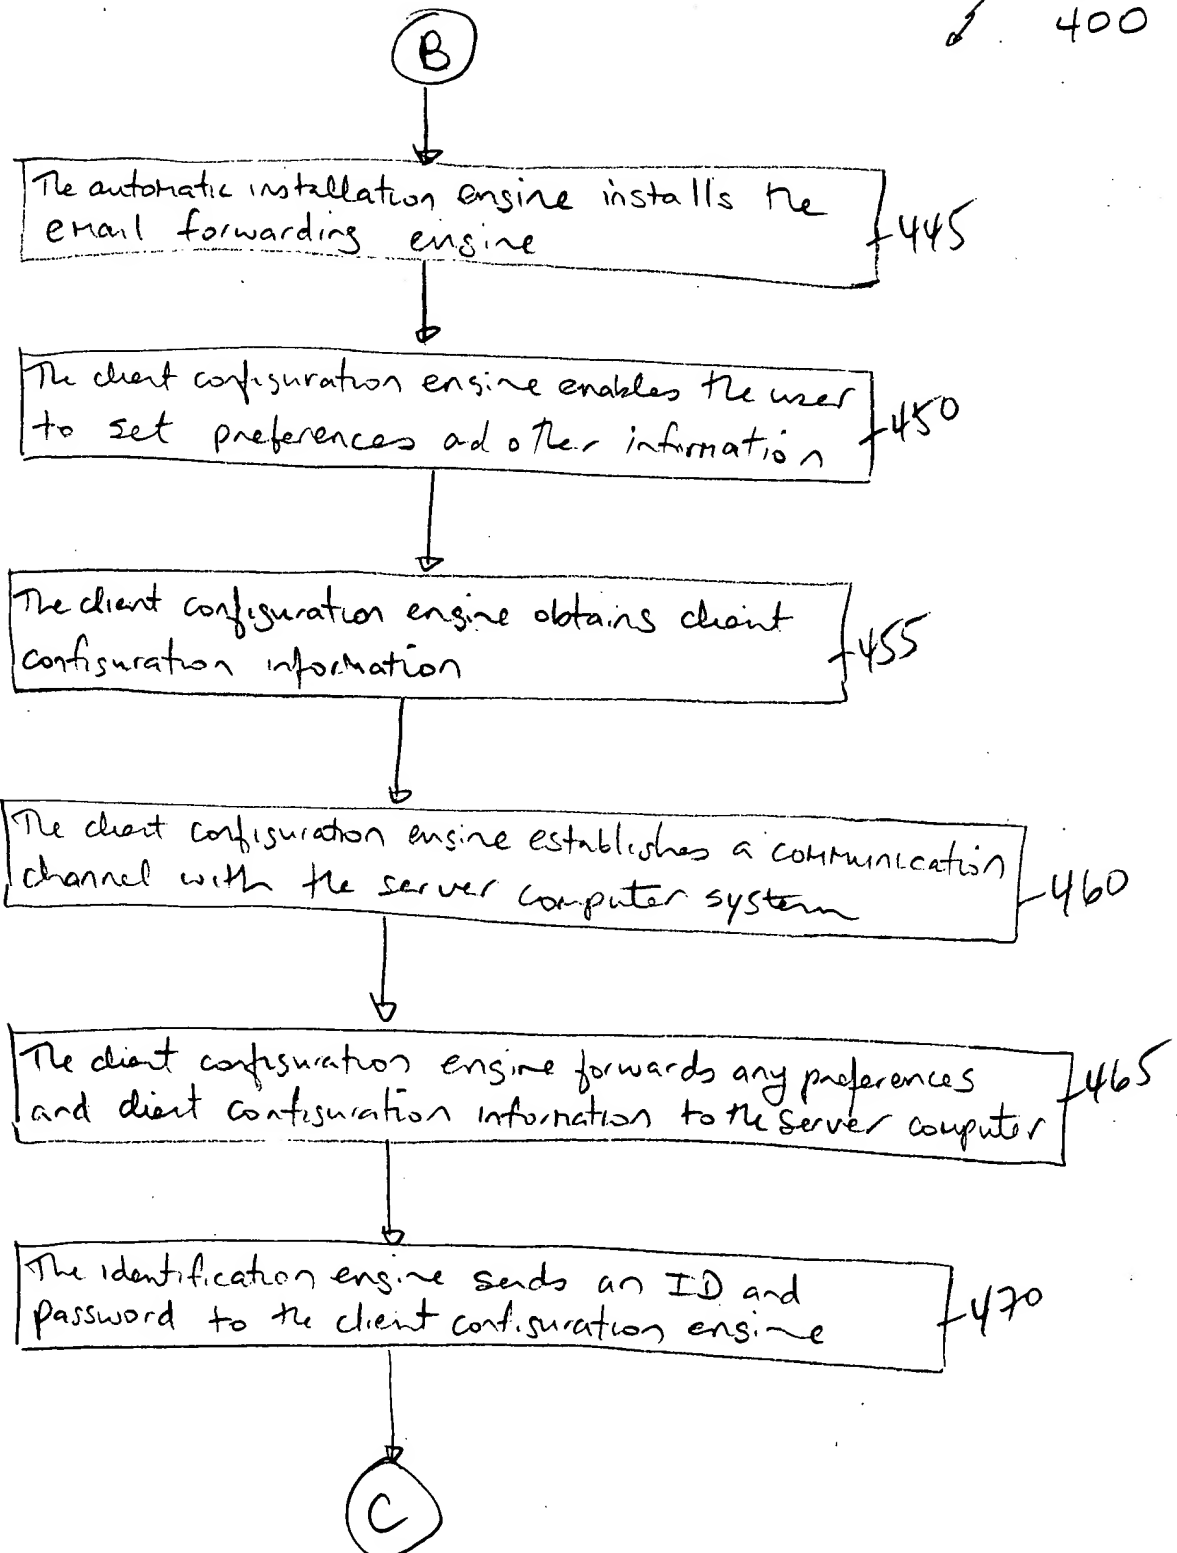 B
400
The automatic installation engine installs the
email forwarding engine
445
The client configuration engine enables the user
to set preferences ad other information
450
The client configuration engine obtains client
configuration information
455
The client configuration engine establishes a communication
channel with the server computer system
460
The client configuration engine forwards any preferences
and client configuration information to the server computer
465
The identification engine sends an ID and
password to the client configuration engine
470
C